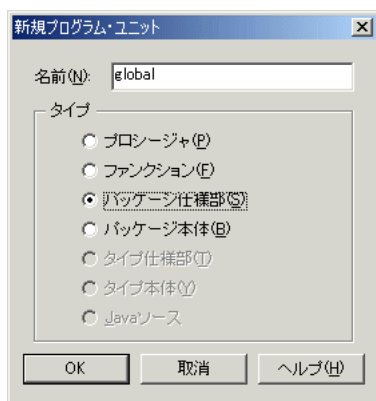 新規プログラム・ユニット
名前(N): global
タイプ
プロシージャ(P)
ファンクション(F)
パッケージ仕様部(S)
パッケージ本体(B)
タイプ仕様部(T)
タイプ本体(Y)
Javaソース
OK 取消 ヘルプ(H)